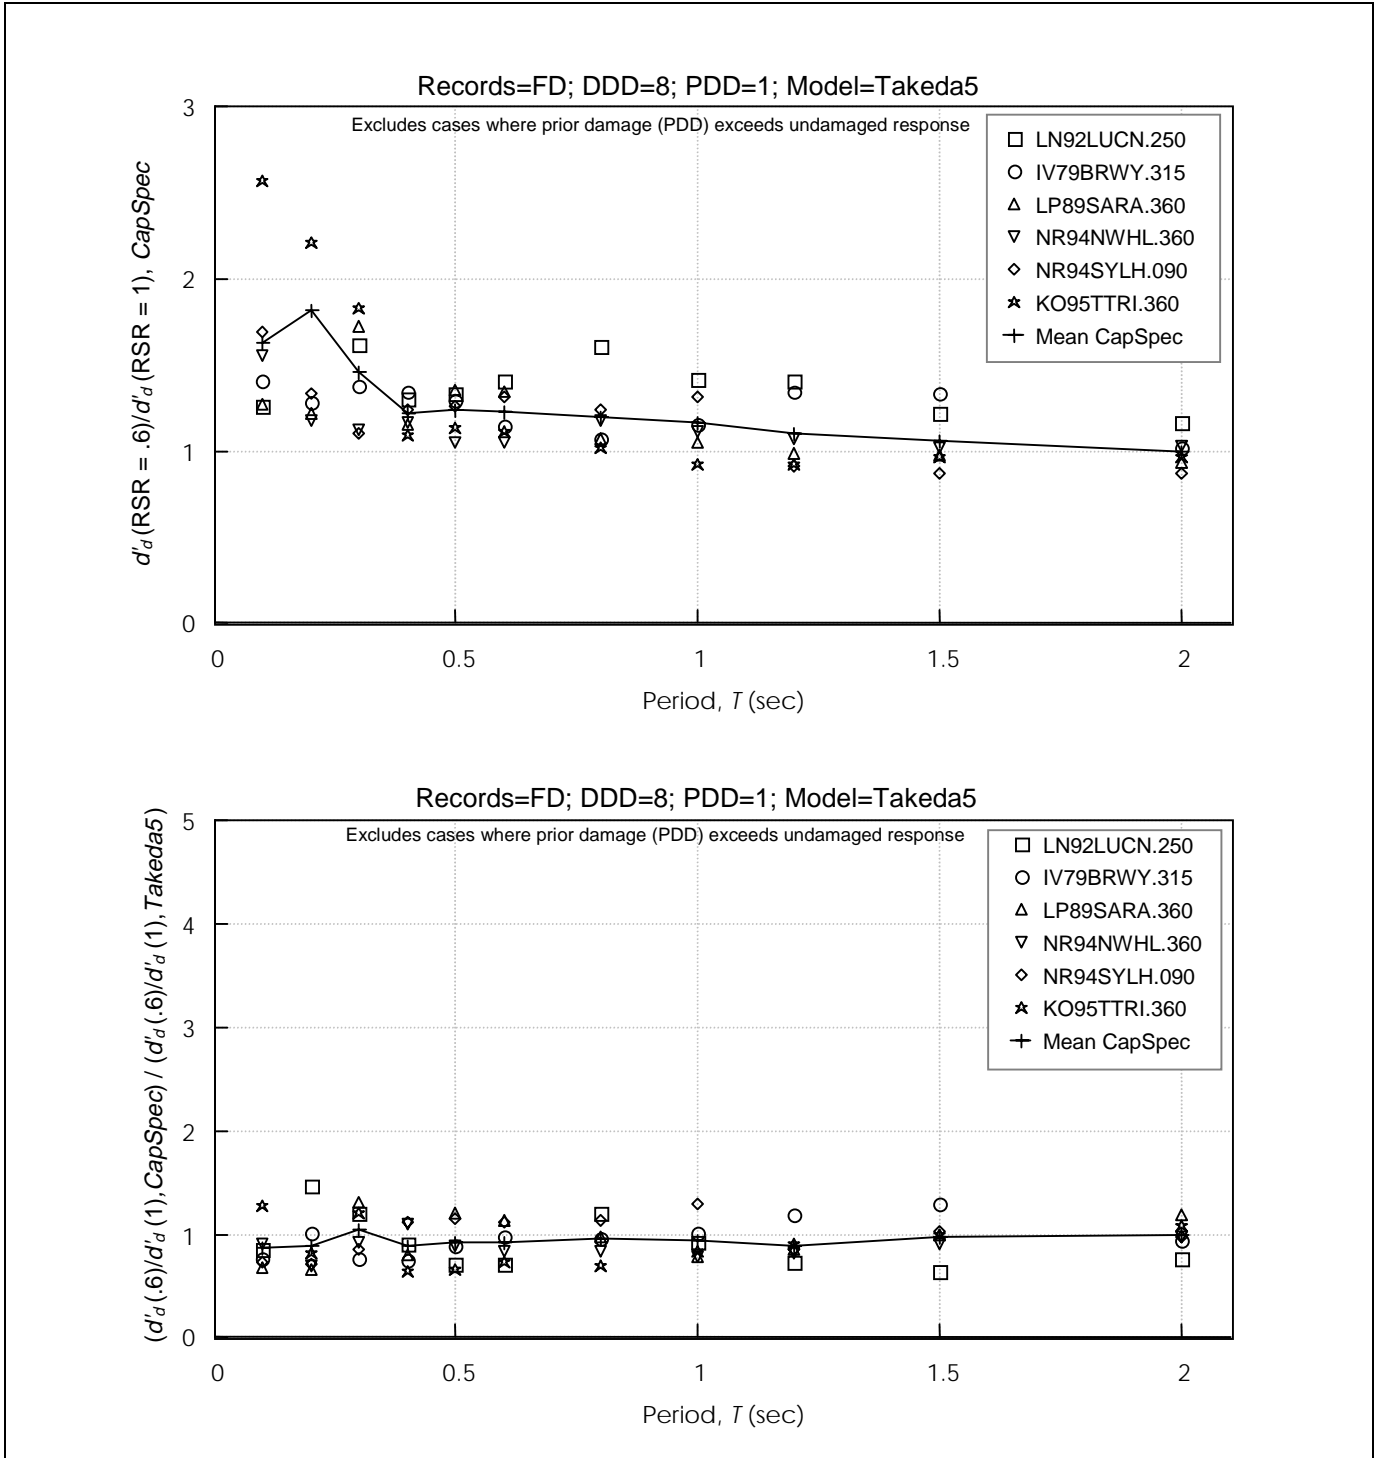 Records=FD; DDD=8; PDD=1; Model=Takeda5
Excludes cases where prior damage (PDD) exceeds undamaged response
d'd (RSR = .6)/d'd (RSR = 1), CapSpec
3
2
1
0
LN92LUCN.250
IV79BRWY.315
LP89SARA.360
NR94NWHL.360
NR94SYLH.090
KO95TTRI.360
Mean CapSpec
0 0.5 1 1.5 2
Period, T (sec)
Records=FD; DDD=8; PDD=1; Model=Takeda5
Excludes cases where prior damage (PDD) exceeds undamaged response
(d'd (.6)/d'd (1), CapSpec) / (d'd (.6)/d'd (1), Takeda5)
5
4
3
2
1
0
LN92LUCN.250
IV79BRWY.315
LP89SARA.360
NR94NWHL.360
NR94SYLH.090
KO95TTRI.360
Mean CapSpec
0 0.5 1 1.5 2
Period, T (sec)